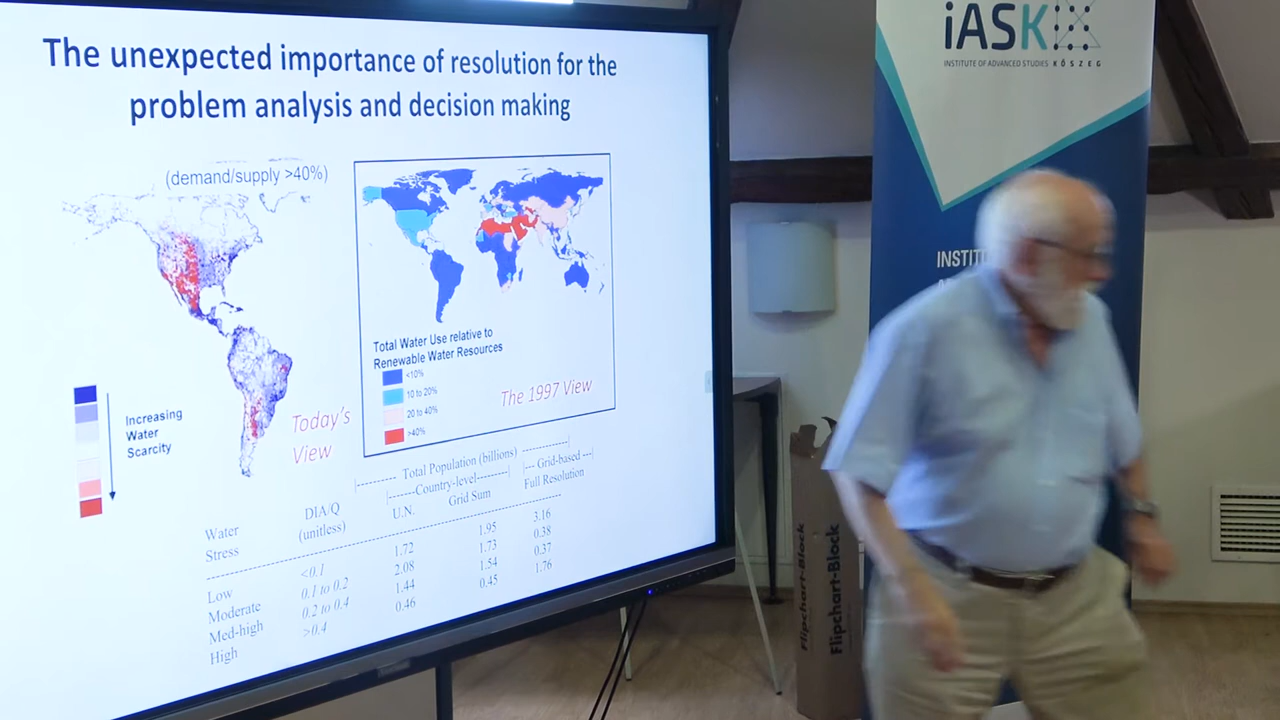 The unexpected importance of resolution for the
problem analysis and decision making
(demand/supply >40%)
Increasing
Water
Scarcity
Today's
View
Total Water Use relative to
Renewable Water Resources
<10%
10 to 20%
20 to 40%
>40%
The 1997 View
Total Population (billions)
|------Country-level-------|
|--- Grid-based ---|
Water
Stress
DIA/Q
(unitless)
U.N.
Grid Sum
Full Resolution
Low <0.1 1.72 1.95 3.16
Moderate 0.1 to 0.2 2.08 1.73 0.38
Med-high 0.2 to 0.4 1.44 1.54 0.37
High >0.4 0.46 0.45 1.76
iASK
INSTITUTE OF ADVANCED STUDIES KŐSZEG
Flipchart-Block
Flipchart-Block